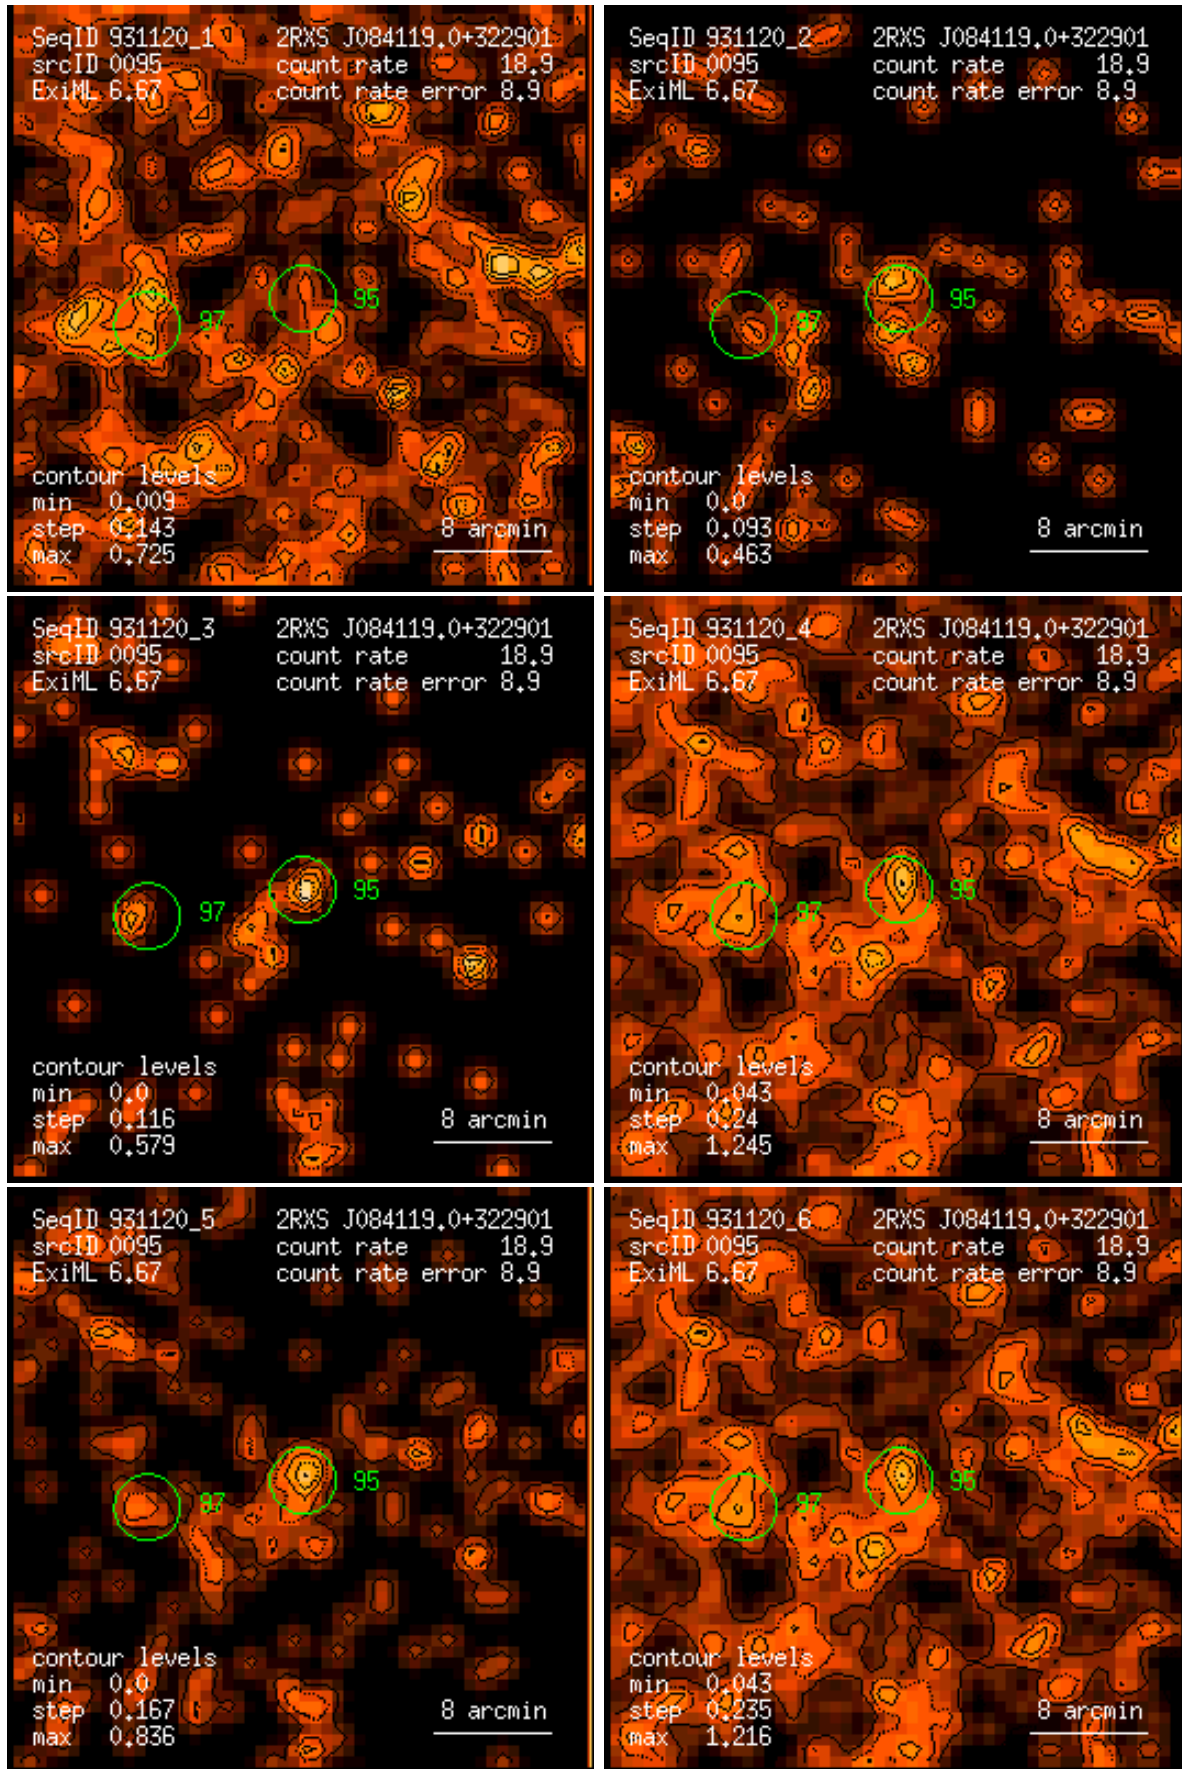 SeqID 931120_1 2RXS J084119.0+322901
srcID 0095 count rate 18.9
ExiML 6.67 count rate error 8.9
95
97
contour levels
min 0.009
step 0.143 8 arcmin
max 0.725
SeqID 931120_2 2RXS J084119.0+322901
srcID 0095 count rate 18.9
ExiML 6.67 count rate error 8.9
95
97
contour levels
min 0.0
step 0.093 8 arcmin
max 0.463
SeqID 931120_3 2RXS J084119.0+322901
srcID 0095 count rate 18.9
ExiML 6.67 count rate error 8.9
95
97
contour levels
min 0.0
step 0.116 8 arcmin
max 0.579
SeqID 931120_4 2RXS J084119.0+322901
srcID 0095 count rate 18.9
ExiML 6.67 count rate error 8.9
95
97
contour levels
min 0.043
step 0.24 8 arcmin
max 1.245
SeqID 931120_5 2RXS J084119.0+322901
srcID 0095 count rate 18.9
ExiML 6.67 count rate error 8.9
95
97
contour levels
min 0.0
step 0.167 8 arcmin
max 0.836
SeqID 931120_6 2RXS J084119.0+322901
srcID 0095 count rate 18.9
ExiML 6.67 count rate error 8.9
95
97
contour levels
min 0.043
step 0.235 8 arcmin
max 1.216